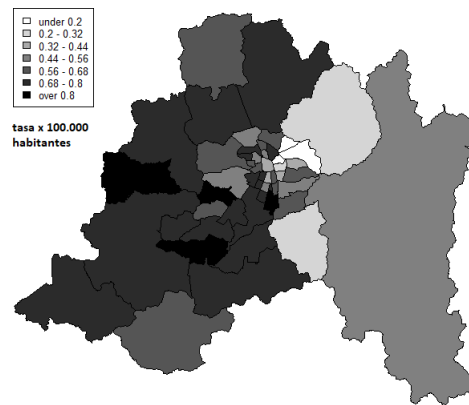 under 0.2
0.2 - 0.32
0.32 - 0.44
0.44 - 0.56
0.56 - 0.68
0.68 - 0.8
over 0.8
tasa x 100.000
habitantes